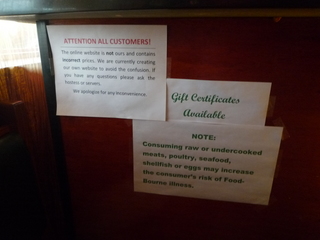 ATTENTION ALL CUSTOMERS!
The online website is not ours and contains
incorrect prices. We are currently creating
our own website to avoid the confusion. If
you have any questions please ask the
hostess or servers.
We apologize for any inconvenience.
Gift Certificates
Available
NOTE:
Consuming raw or undercooked
meats, poultry, seafood,
shellfish or eggs may increase
the consumer's risk of Food-
Bourne illness.